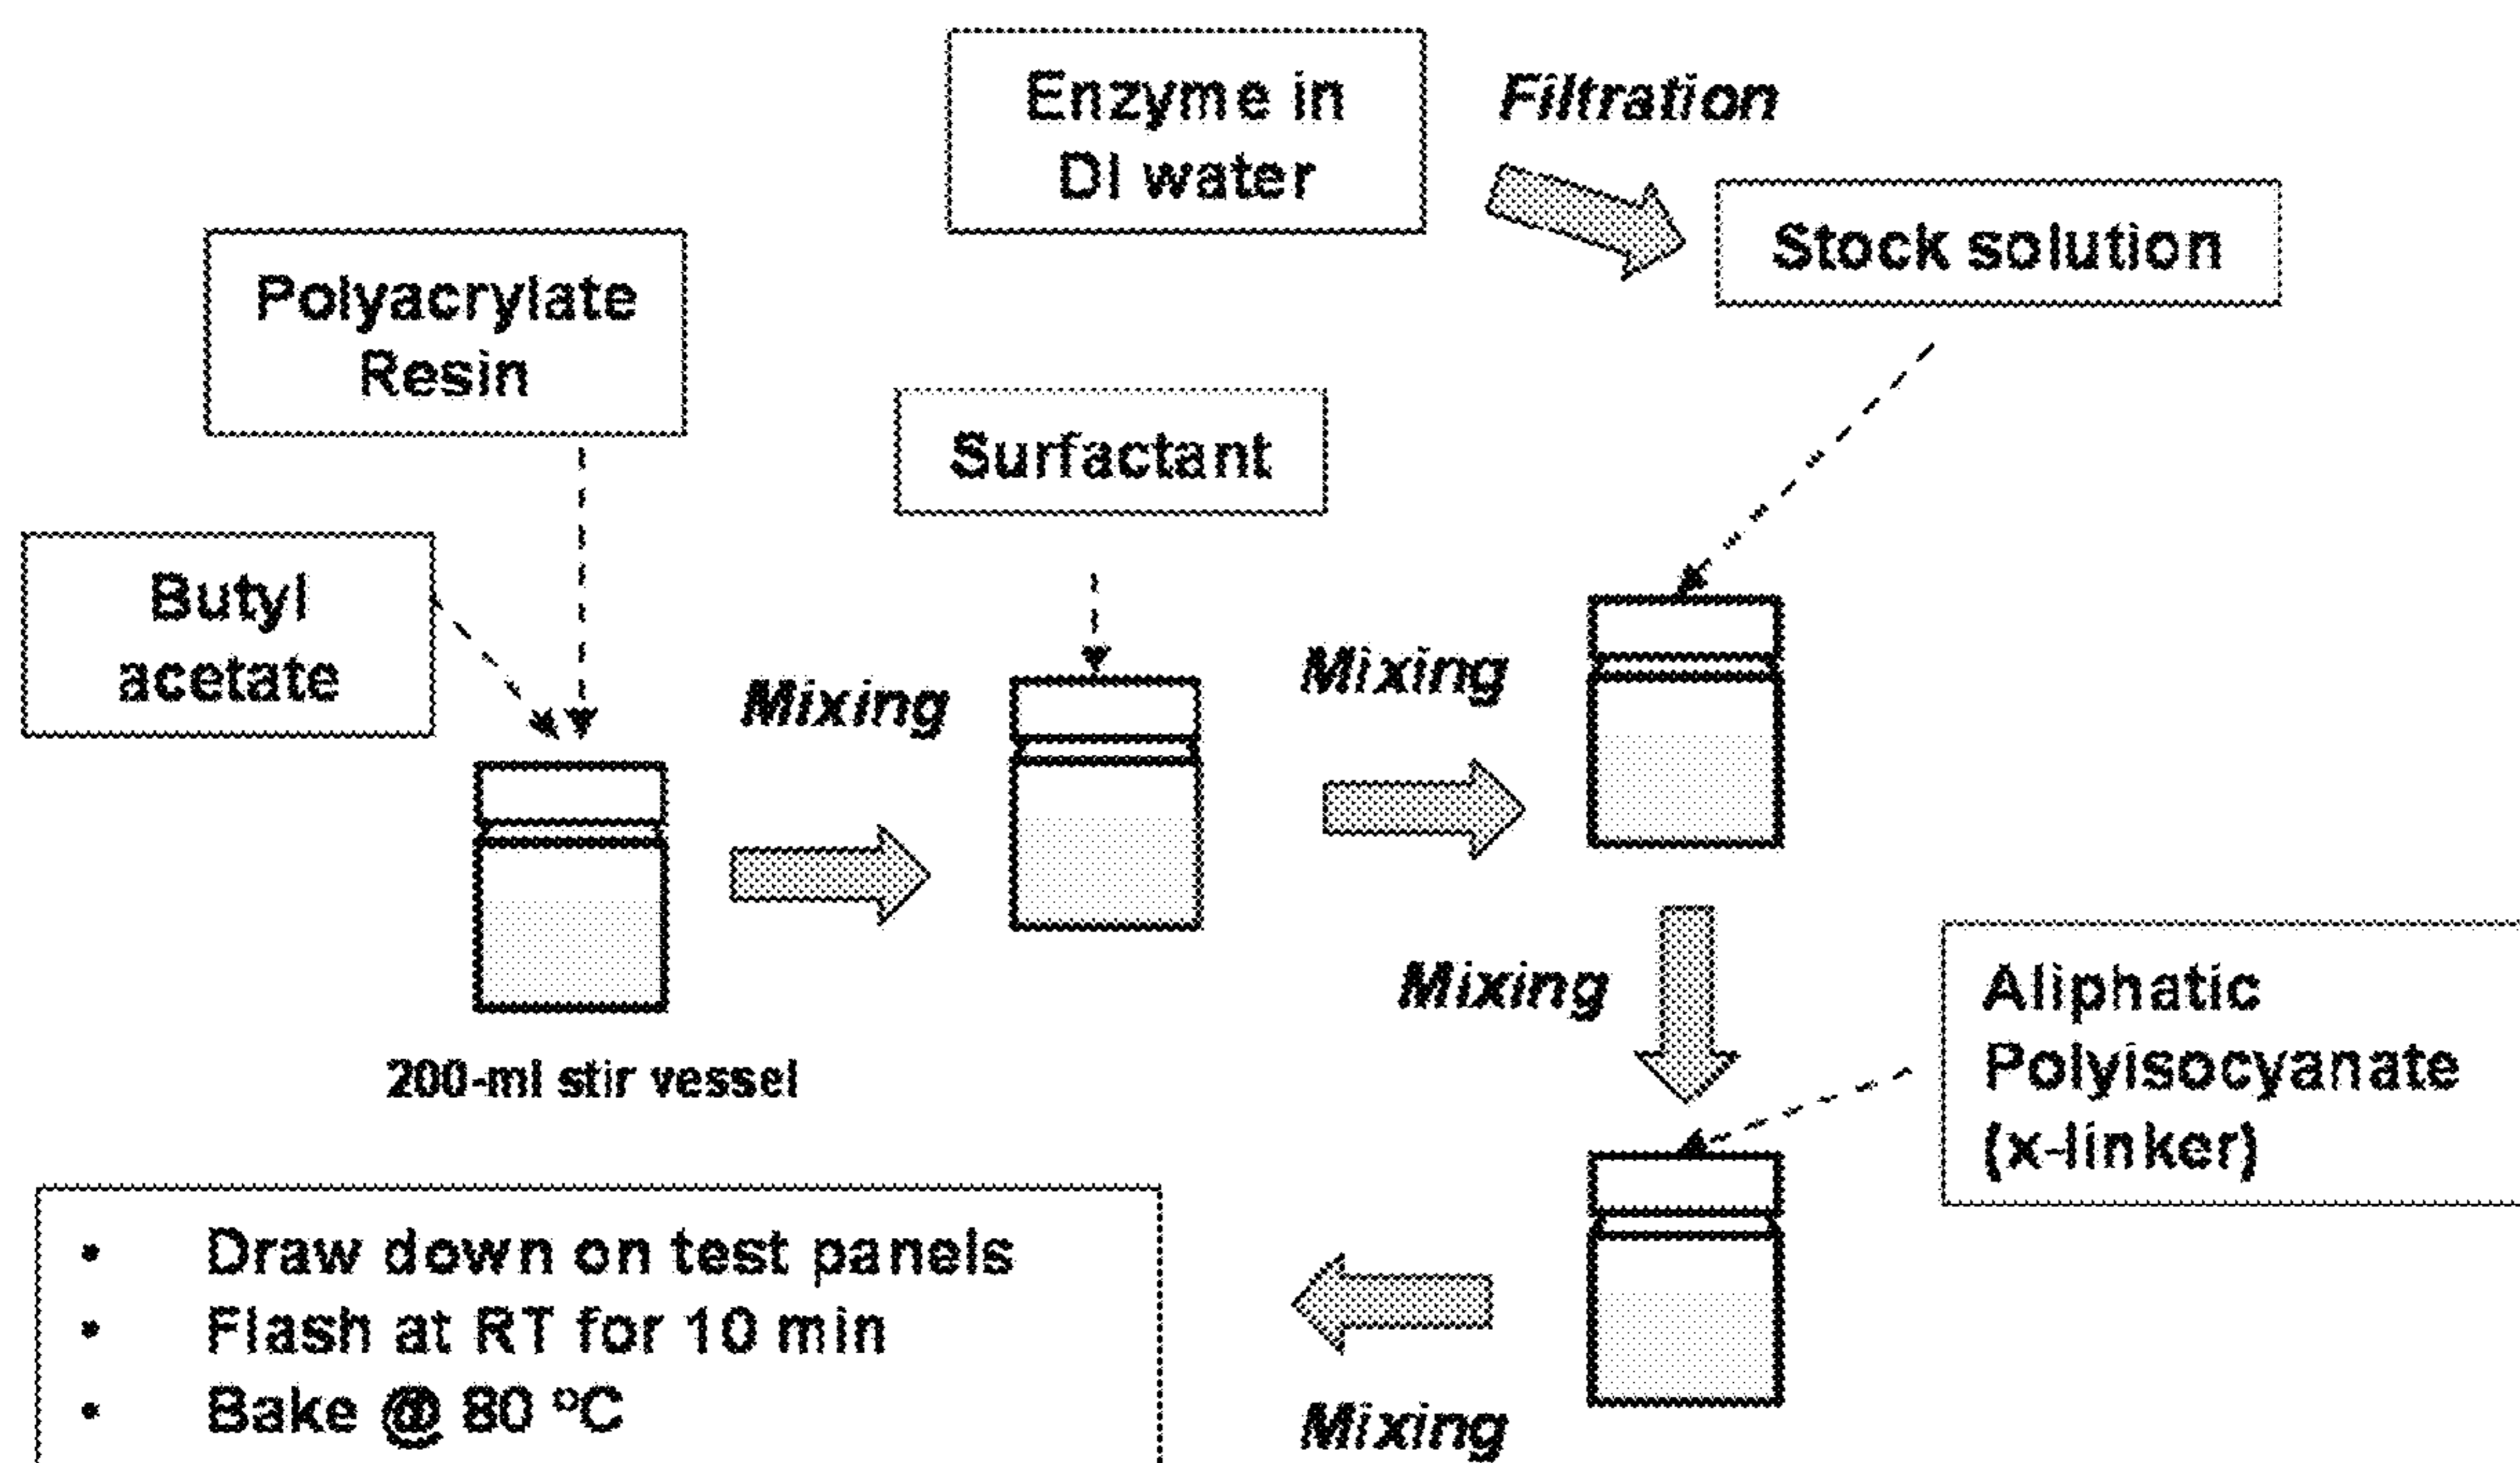 Enzyme in
DI water
Filtration
Stock solution
Polyacrylate
Resin
Surfactant
Butyl
acetate
Mixing
Mixing
200-ml stir vessel
Mixing
Aliphatic
Polyisocyanate
(x-linker)
• Draw down on test panels
• Flash at RT for 10 min
• Bake @ 80 °C
Mixing